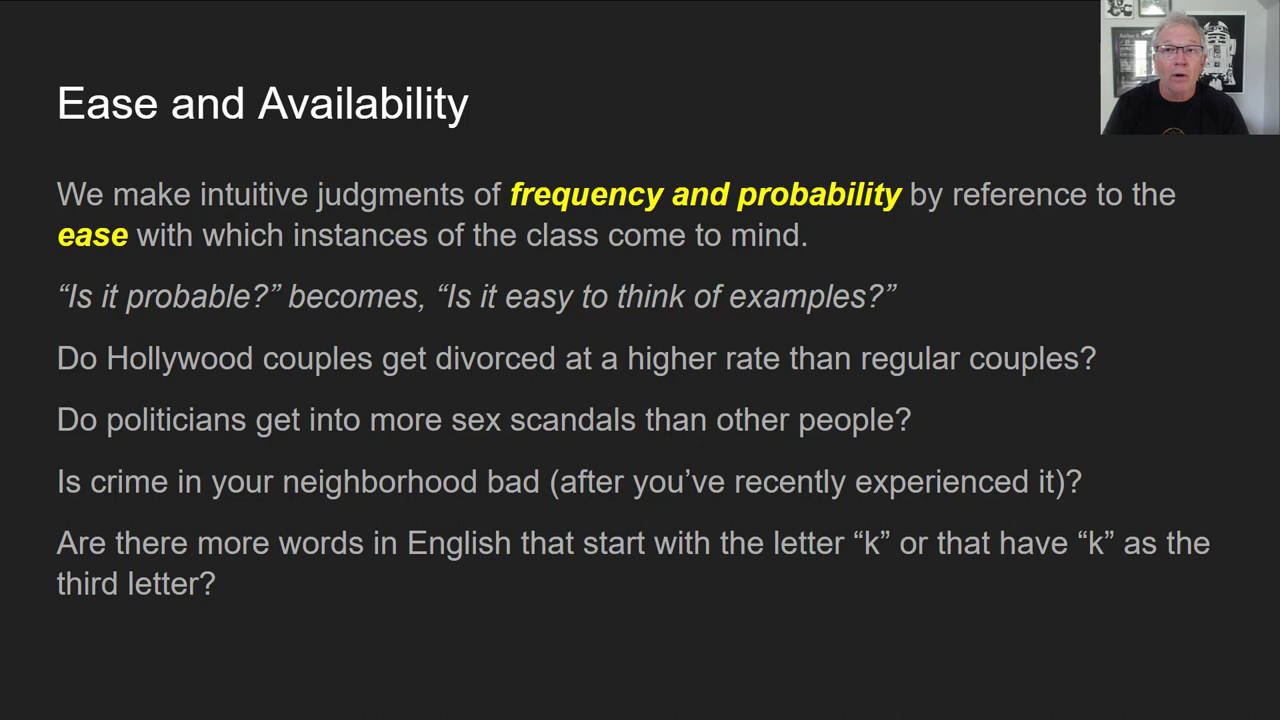 Ease and Availability
We make intuitive judgments of frequency and probability by reference to the
ease with which instances of the class come to mind.
“Is it probable?” becomes, “Is it easy to think of examples?”
Do Hollywood couples get divorced at a higher rate than regular couples?
Do politicians get into more sex scandals than other people?
Is crime in your neighborhood bad (after you’ve recently experienced it)?
Are there more words in English that start with the letter “k” or that have “k” as the
third letter?